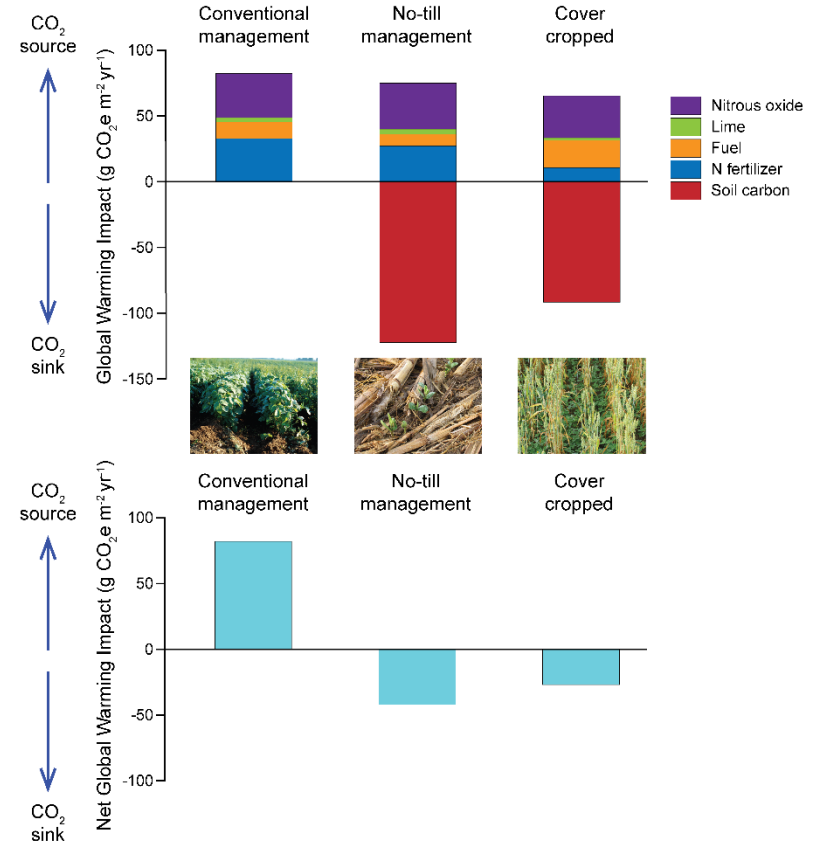 CO₂
source
CO₂
sink
Global Warming Impact (g CO₂e m⁻² yr⁻¹)
Conventional
management
No-till
management
Cover
cropped
100
50
0
-50
-100
-150
Nitrous oxide
Lime
Fuel
N fertilizer
Soil carbon
CO₂
source
CO₂
sink
Net Global Warming Impact (g CO₂e m⁻² yr⁻¹)
Conventional
management
No-till
management
Cover
cropped
100
50
0
-50
-100